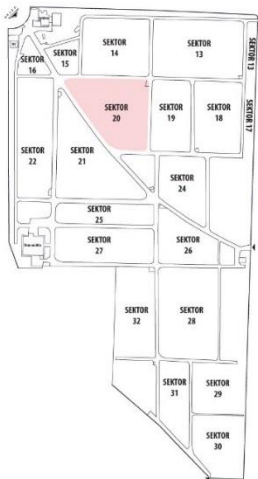 SEKTOR
14
SEKTOR
13
SEKTOR 13
SEKTOR
15
SEKTOR
16
SEKTOR
20
SEKTOR
19
SEKTOR
18
SEKTOR 17
SEKTOR
22
SEKTOR
21
SEKTOR
24
SEKTOR
25
SEKTOR
26
SEKTOR
27
SEKTOR
32
SEKTOR
28
SEKTOR
31
SEKTOR
29
SEKTOR
30